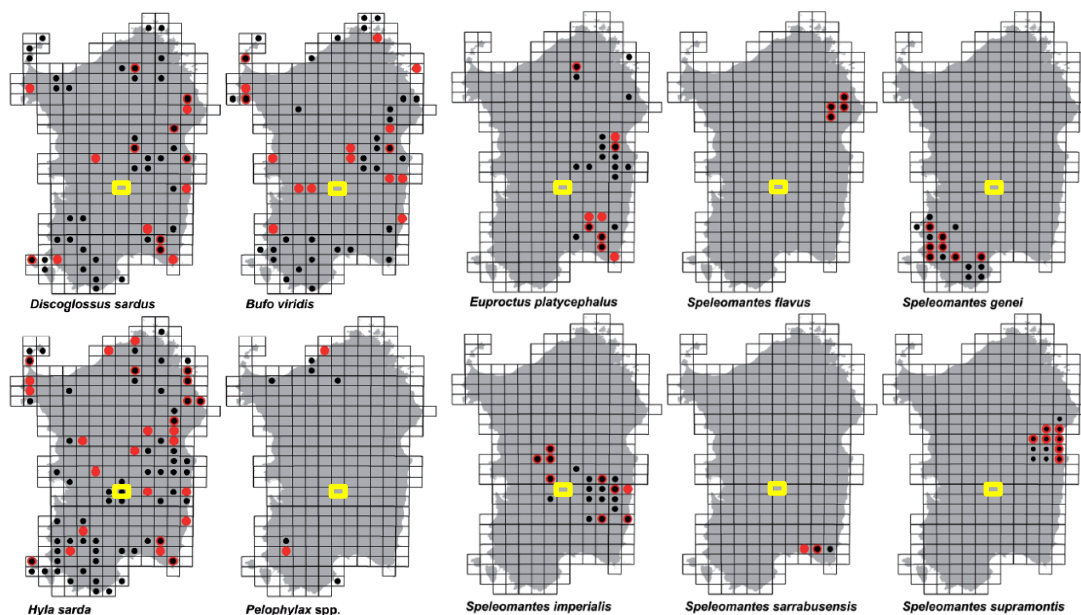 Discoglossus sardus
Bufo viridis
Euproctus platycephalus
Speleomantes flavus
Speleomantes genei
Hyla sarda
Pelophylax spp.
Speleomantes imperialis
Speleomantes sarrabusensis
Speleomantes supramontis